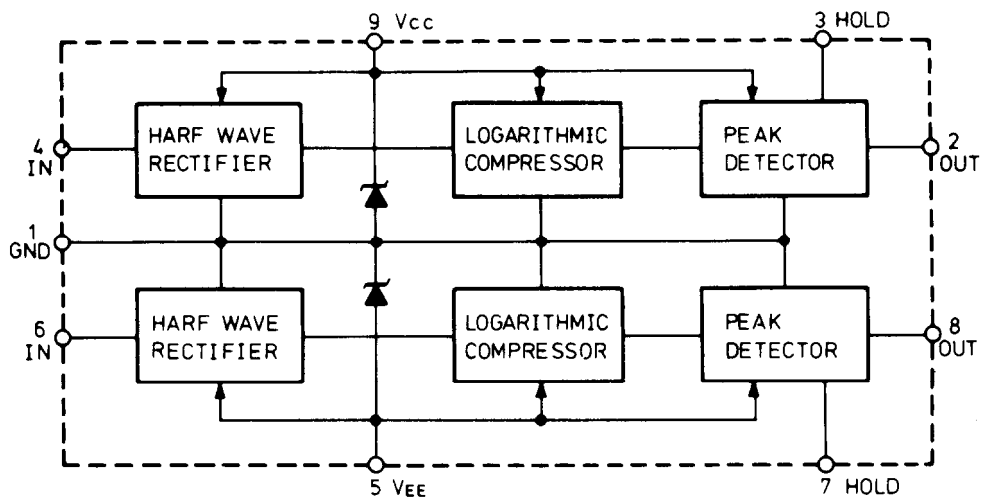 9 Vcc
3 HOLD
HARF WAVE
RECTIFIER
LOGARITHMIC
COMPRESSOR
PEAK
DETECTOR
4
IN
2
OUT
1
GND
HARF WAVE
RECTIFIER
LOGARITHMIC
COMPRESSOR
PEAK
DETECTOR
6
IN
8
OUT
5 VEE
7 HOLD